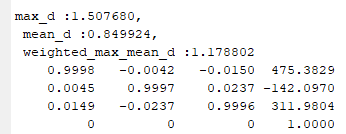 max_d :1.507680,
mean_d :0.849924,
weighted_max_mean_d :1.178802
0.9998 -0.0042 -0.0150 475.3829
0.0045 0.9997 0.0237 -142.0970
0.0149 -0.0237 0.9996 311.9804
0 0 0 1.0000